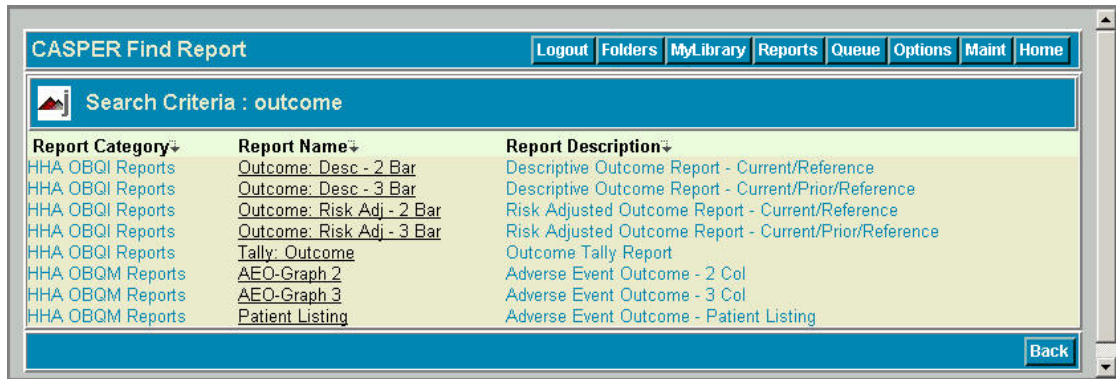 CASPER Find Report Logout Folders MyLibrary Reports Queue Options Maint Home
Search Criteria : outcome
Report Category Report Name Report Description
HHA OBQI Reports Outcome: Desc - 2 Bar Descriptive Outcome Report - Current/Reference
HHA OBQI Reports Outcome: Desc - 3 Bar Descriptive Outcome Report - Current/Prior/Reference
HHA OBQI Reports Outcome: Risk Adj - 2 Bar Risk Adjusted Outcome Report - Current/Reference
HHA OBQI Reports Outcome: Risk Adj - 3 Bar Risk Adjusted Outcome Report - Current/Prior/Reference
HHA OBQI Reports Tally: Outcome Outcome Tally Report
HHA OBQM Reports AEO-Graph 2 Adverse Event Outcome - 2 Col
HHA OBQM Reports AEO-Graph 3 Adverse Event Outcome - 3 Col
HHA OBQM Reports Patient Listing Adverse Event Outcome - Patient Listing
Back